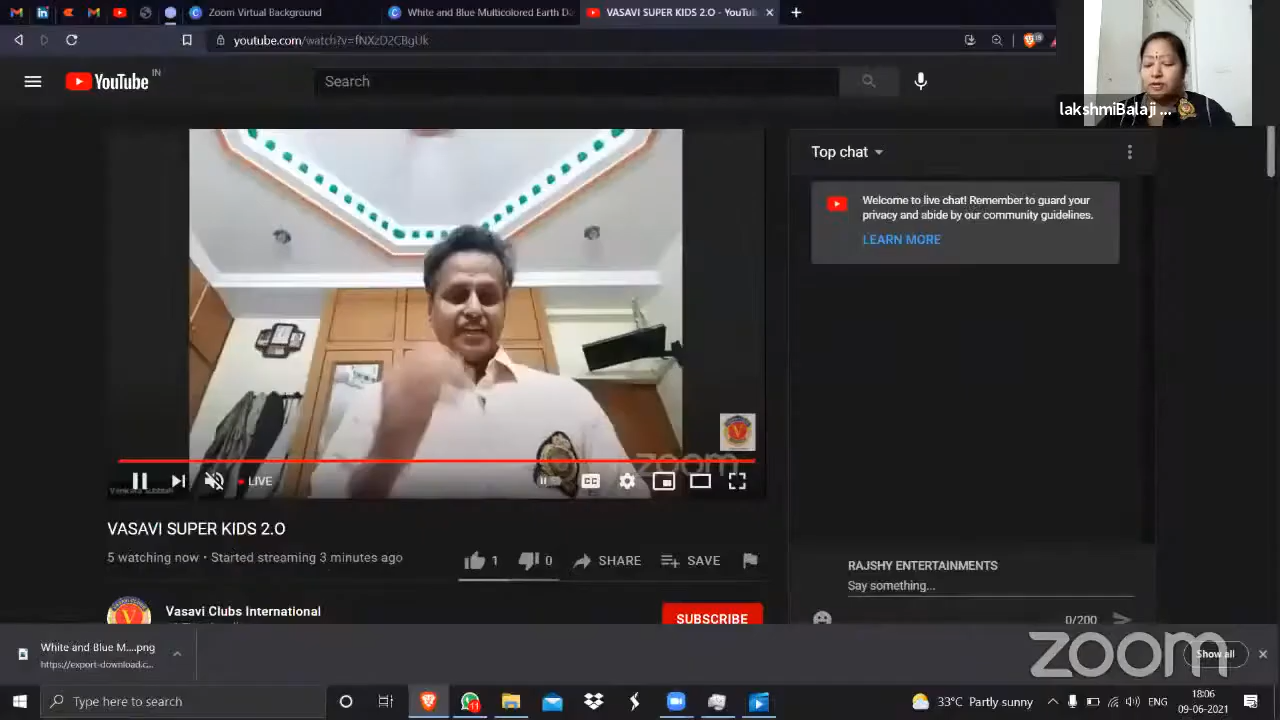 Zoom Virtual Background
White and Blue Multicolored Earth Da
VASAVI SUPER KIDS 2.O - YouTub
youtube.com/watch?v=fNXzD2CBgUk
YouTube IN
Search
lakshmiBalaji ...
Top chat
Welcome to live chat! Remember to guard your
privacy and abide by our community guidelines.
LEARN MORE
V
zoom
LIVE
CC
VASAVI SUPER KIDS 2.O
5 watching now • Started streaming 3 minutes ago
1
0
SHARE
SAVE
Vasavi Clubs International
SUBSCRIBE
RAJSHY ENTERTAINMENTS
Say something...
0/200
White and Blue M....png
https://export-download.c...
zoom
Show all
Type here to search
33°C Partly sunny
ENG
18:06
09-06-2021